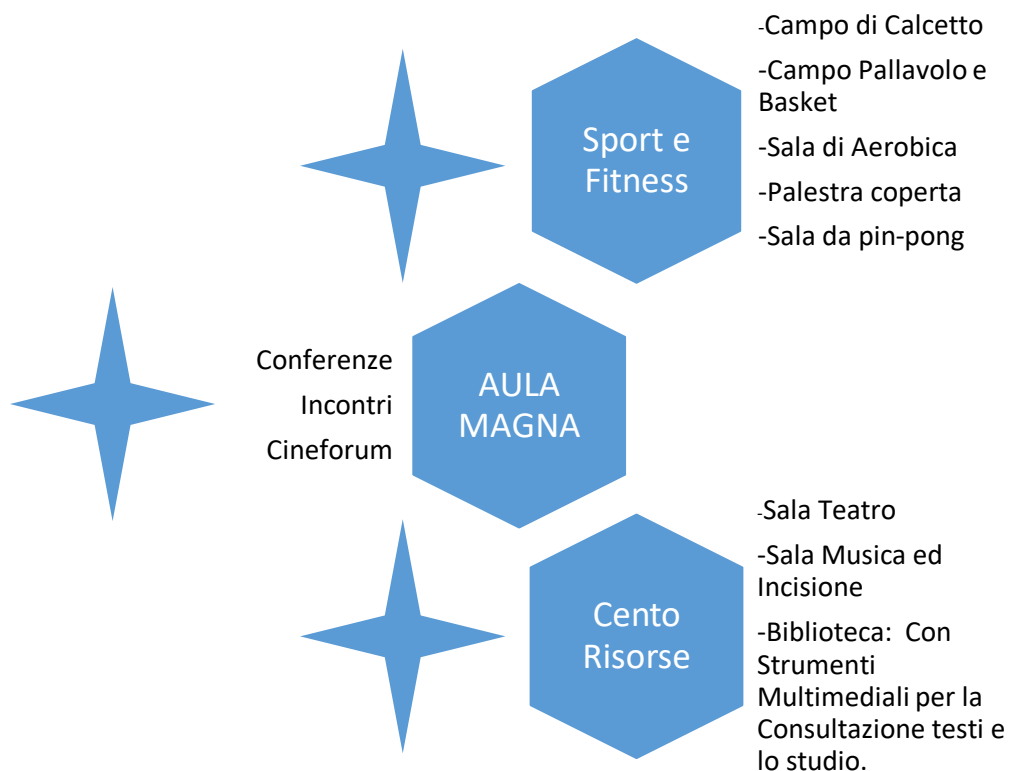 Sport e
Fitness
-Campo di Calcetto
-Campo Pallavolo e
Basket
-Sala di Aerobica
-Palestra coperta
-Sala da pin-pong
Conferenze
Incontri
Cineforum
AULA
MAGNA
Cento
Risorse
-Sala Teatro
-Sala Musica ed
Incisione
-Biblioteca: Con
Strumenti
Multimediali per la
Consultazione testi e
lo studio.